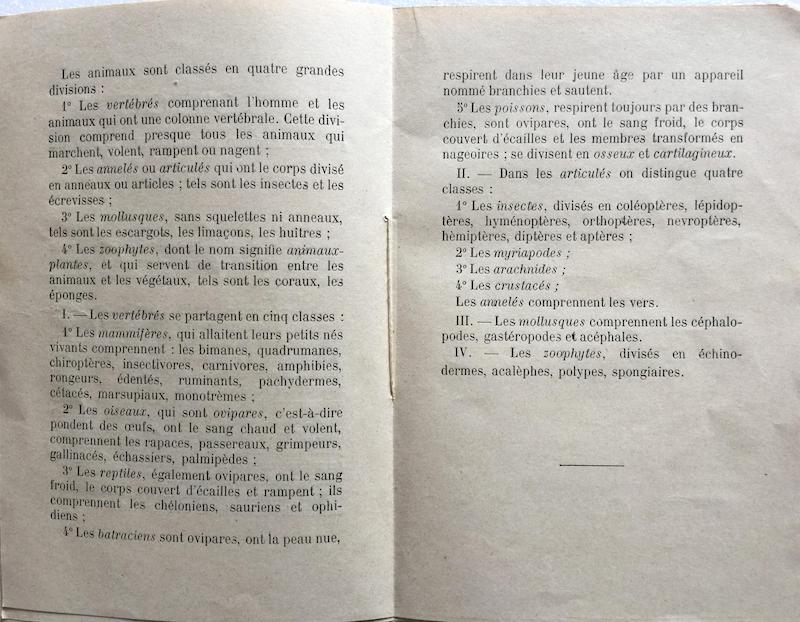 Les animaux sont classés en quatre grandes
divisions :
1° Les vertébrés comprenant l'homme et les
animaux qui ont une colonne vertébrale. Cette divi-
sion comprend presque tous les animaux qui
marchent, volent, rampent ou nagent ;
2° Les annelés ou articulés qui ont le corps divisé
en anneaux ou articles ; tels sont les insectes et les
écrevisses ;
3° Les mollusques, sans squelettes ni anneaux,
tels sont les escargots, les limaçons, les huîtres ;
4° Les zoophytes, dont le nom signifie animaux-
plantes, et qui servent de transition entre les
animaux et les végétaux, tels sont les coraux, les
éponges.
I. — Les vertébrés se partagent en cinq classes :
1° Les mammifères, qui allaitent leurs petits nés
vivants comprennent : les bimanes, quadrumanes,
chiroptères, insectivores, carnivores, amphibies,
rongeurs, édentés, ruminants, pachydermes,
cétacés, marsupiaux, monotrèmes ;
2° Les oiseaux, qui sont ovipares, c'est-à-dire
pondent des œufs, ont le sang chaud et volent,
comprennent les rapaces, passereaux, grimpeurs,
gallinacés, échassiers, palmipèdes ;
3° Les reptiles, également ovipares, ont le sang
froid, le corps couvert d'écailles et rampent ; ils
comprennent les chéloniens, sauriens et ophi-
diens ;
4° Les batraciens sont ovipares, ont la peau nue,
respirent dans leur jeune âge par un appareil
nommé branchies et sautent.
5° Les poissons, respirent toujours par des bran-
chies, sont ovipares, ont le sang froid, le corps
couvert d'écailles et les membres transformés en
nageoires ; se divisent en osseux et cartilagineux.
II. — Dans les articulés on distingue quatre
classes :
1° Les insectes, divisés en coléoptères, lépidop-
tères, hyménoptères, orthoptères, nevroptères,
hémiptères, diptères et aptères ;
2° Les myriapodes ;
3° Les arachnides ;
4° Les crustacés ;
Les annelés comprennent les vers.
III. — Les mollusques comprennent les céphalo-
podes, gastéropodes et acéphales.
IV. — Les zoophytes, divisés en échino-
dermes, acalèphes, polypes, spongiaires.